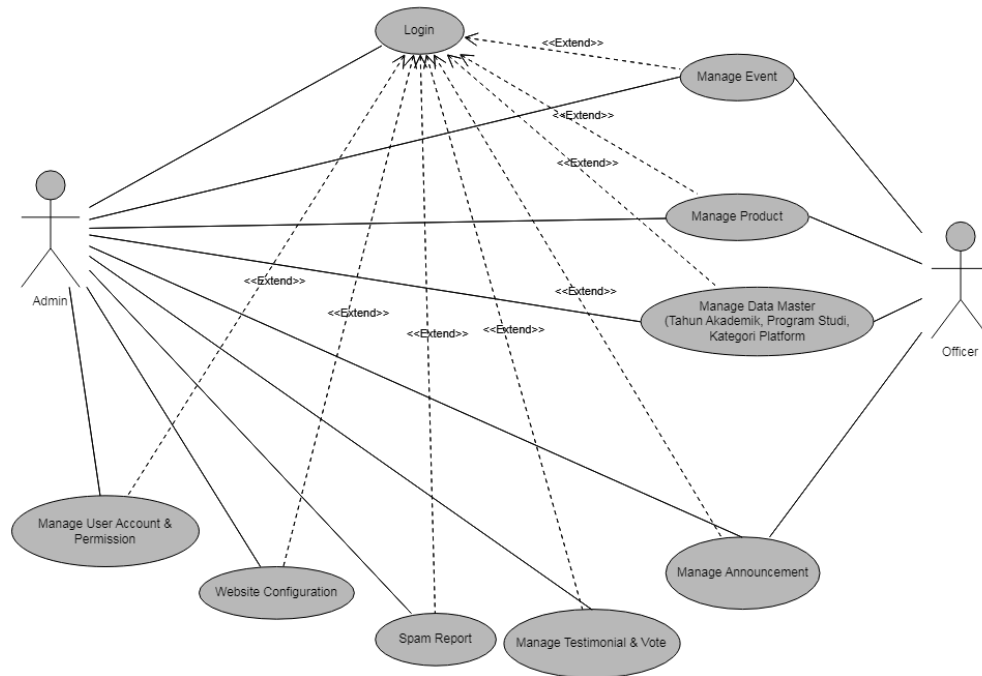 Login
<<Extend>>
Manage Event
<<Extend>>
<<Extend>>
Manage Product
Admin
<<Extend>>
<<Extend>>
Manage Data Master
(Tahun Akademik, Program Studi,
Kategori Platform
<<Extend>>
<<Extend>>
<<Extend>>
Officer
Manage User Account &
Permission
Website Configuration
Manage Announcement
Spam Report
Manage Testimonial & Vote